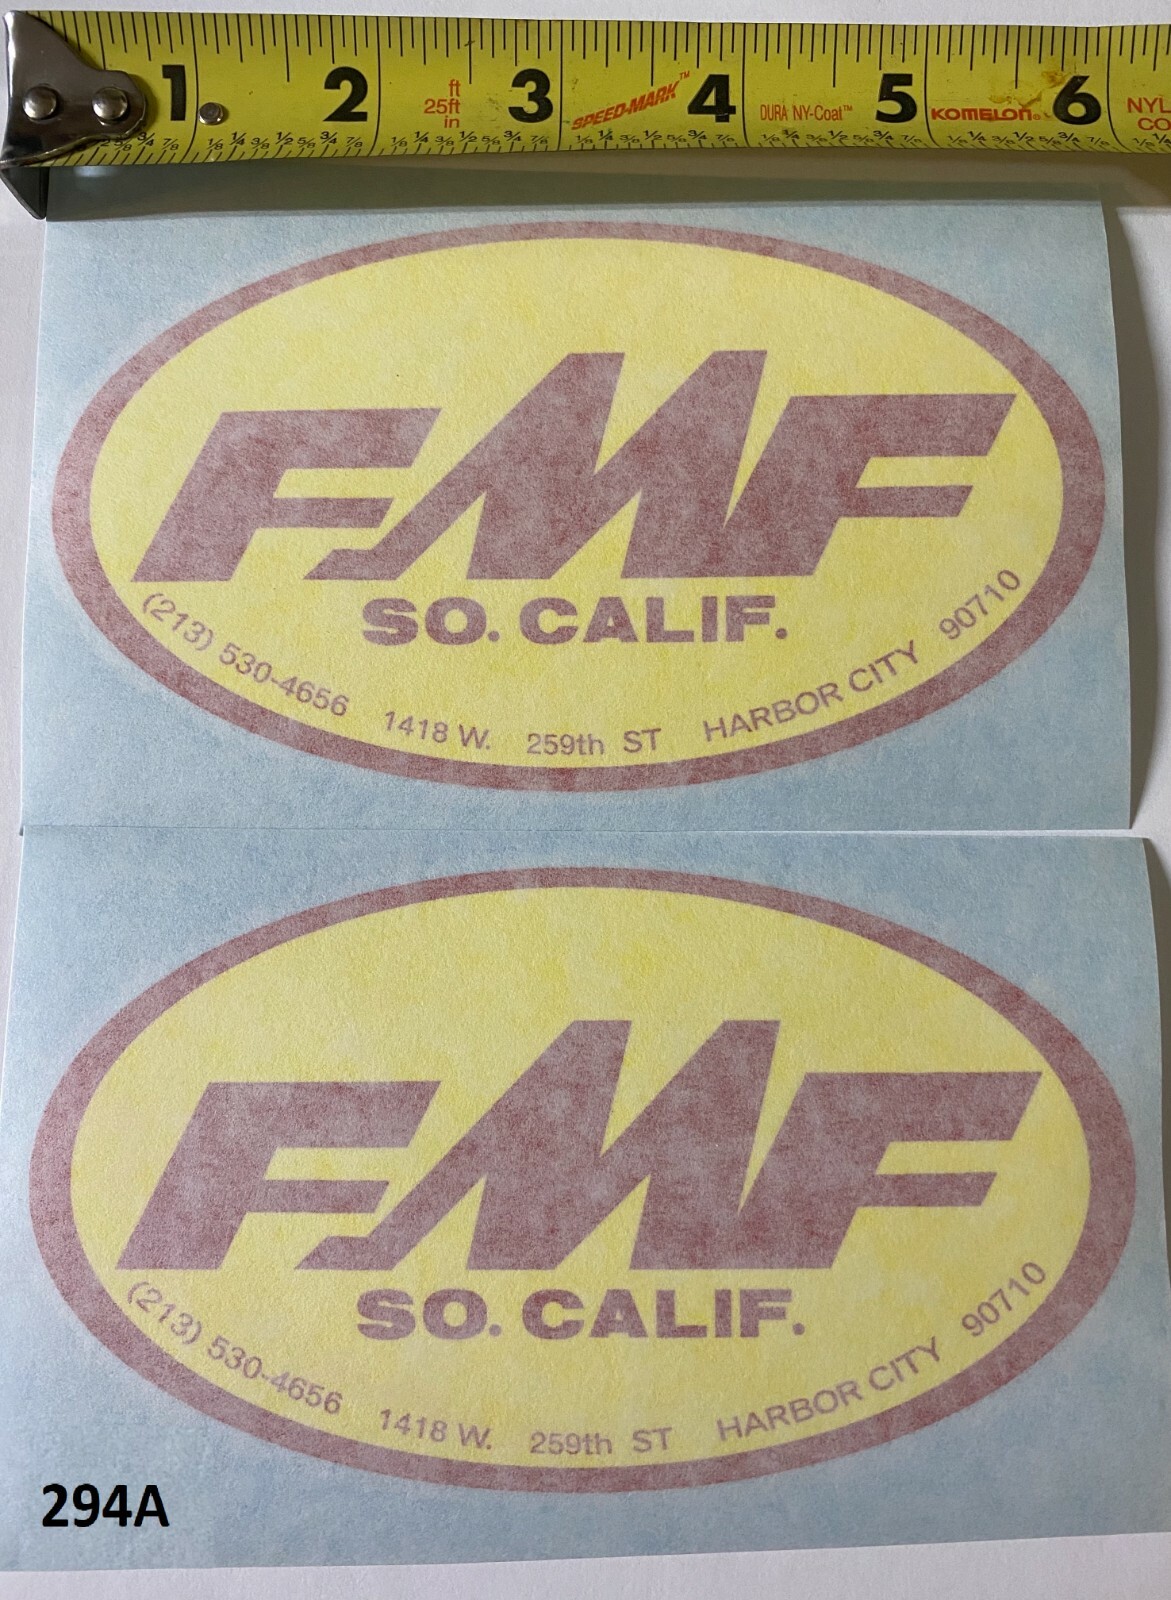 1 2 ft 25ft in 3 SPEED-MARK™ 4 DURA NY-Coat™ 5 KOMELON® 6 NYL
CO
FMF
SO. CALIF.
(213) 530-4656 1418 W. 259th ST HARBOR CITY 90710
FMF
SO. CALIF.
(213) 530-4656 1418 W. 259th ST HARBOR CITY 90710
294A